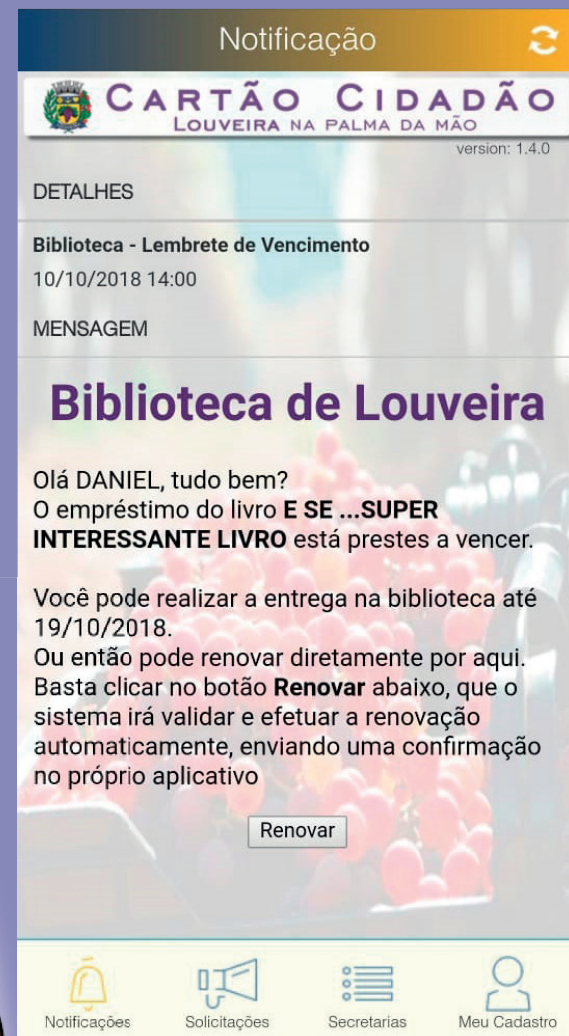 Notificação
CARTÃO CIDADÃO
LOUVEIRA NA PALMA DA MÃO
version: 1.4.0
DETALHES
Biblioteca - Lembrete de Vencimento
10/10/2018 14:00
MENSAGEM
Biblioteca de Louveira
Olá DANIEL, tudo bem?
O empréstimo do livro E SE ...SUPER
INTERESSANTE LIVRO está prestes a vencer.
Você pode realizar a entrega na biblioteca até
19/10/2018.
Ou então pode renovar diretamente por aqui.
Basta clicar no botão Renovar abaixo, que o
sistema irá validar e efetuar a renovação
automaticamente, enviando uma confirmação
no próprio aplicativo
Renovar
Notificações Solicitações Secretarias Meu Cadastro